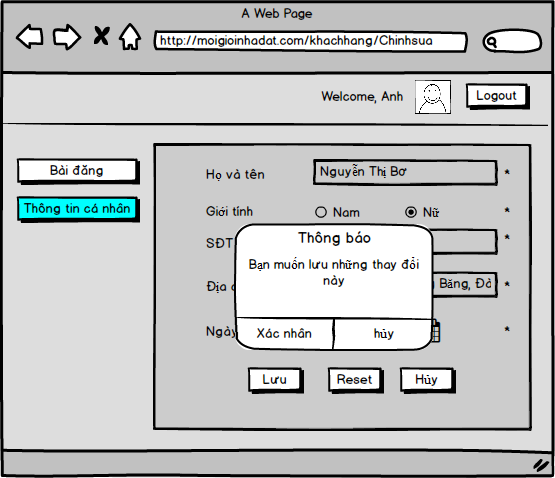 A Web Page
http://moigioinhadat.com/khachhang/Chinhsua
Welcome, Anh
Logout
Bài đăng
Thông tin cá nhân
Họ và tên
Nguyễn Thị Bơ
*
Giới tính
Nam
Nữ
*
SĐT
*
Thông báo
Bạn muốn lưu những thay đổi
này
Địa
Băng, Đà
*
Ngày
*
Xác nhân
hủy
Lưu
Reset
Hủy